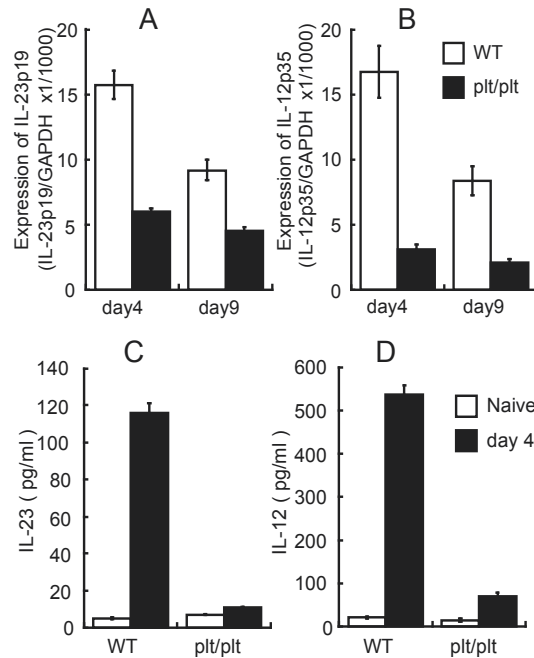 A
Expression of IL-23p19
(IL-23p19/GAPDH x1/1000)
20
15
10
5
0
day4
day9
B
Expression of IL-12p35
(IL-12p35/GAPDH x1/1000)
20
15
10
5
0
day4
day9
WT
plt/plt
C
IL-23 ( pg/ml )
140
120
100
80
60
40
20
0
WT
plt/plt
D
IL-12 ( pg/ml )
600
500
400
300
200
100
0
WT
plt/plt
Naive
day 4